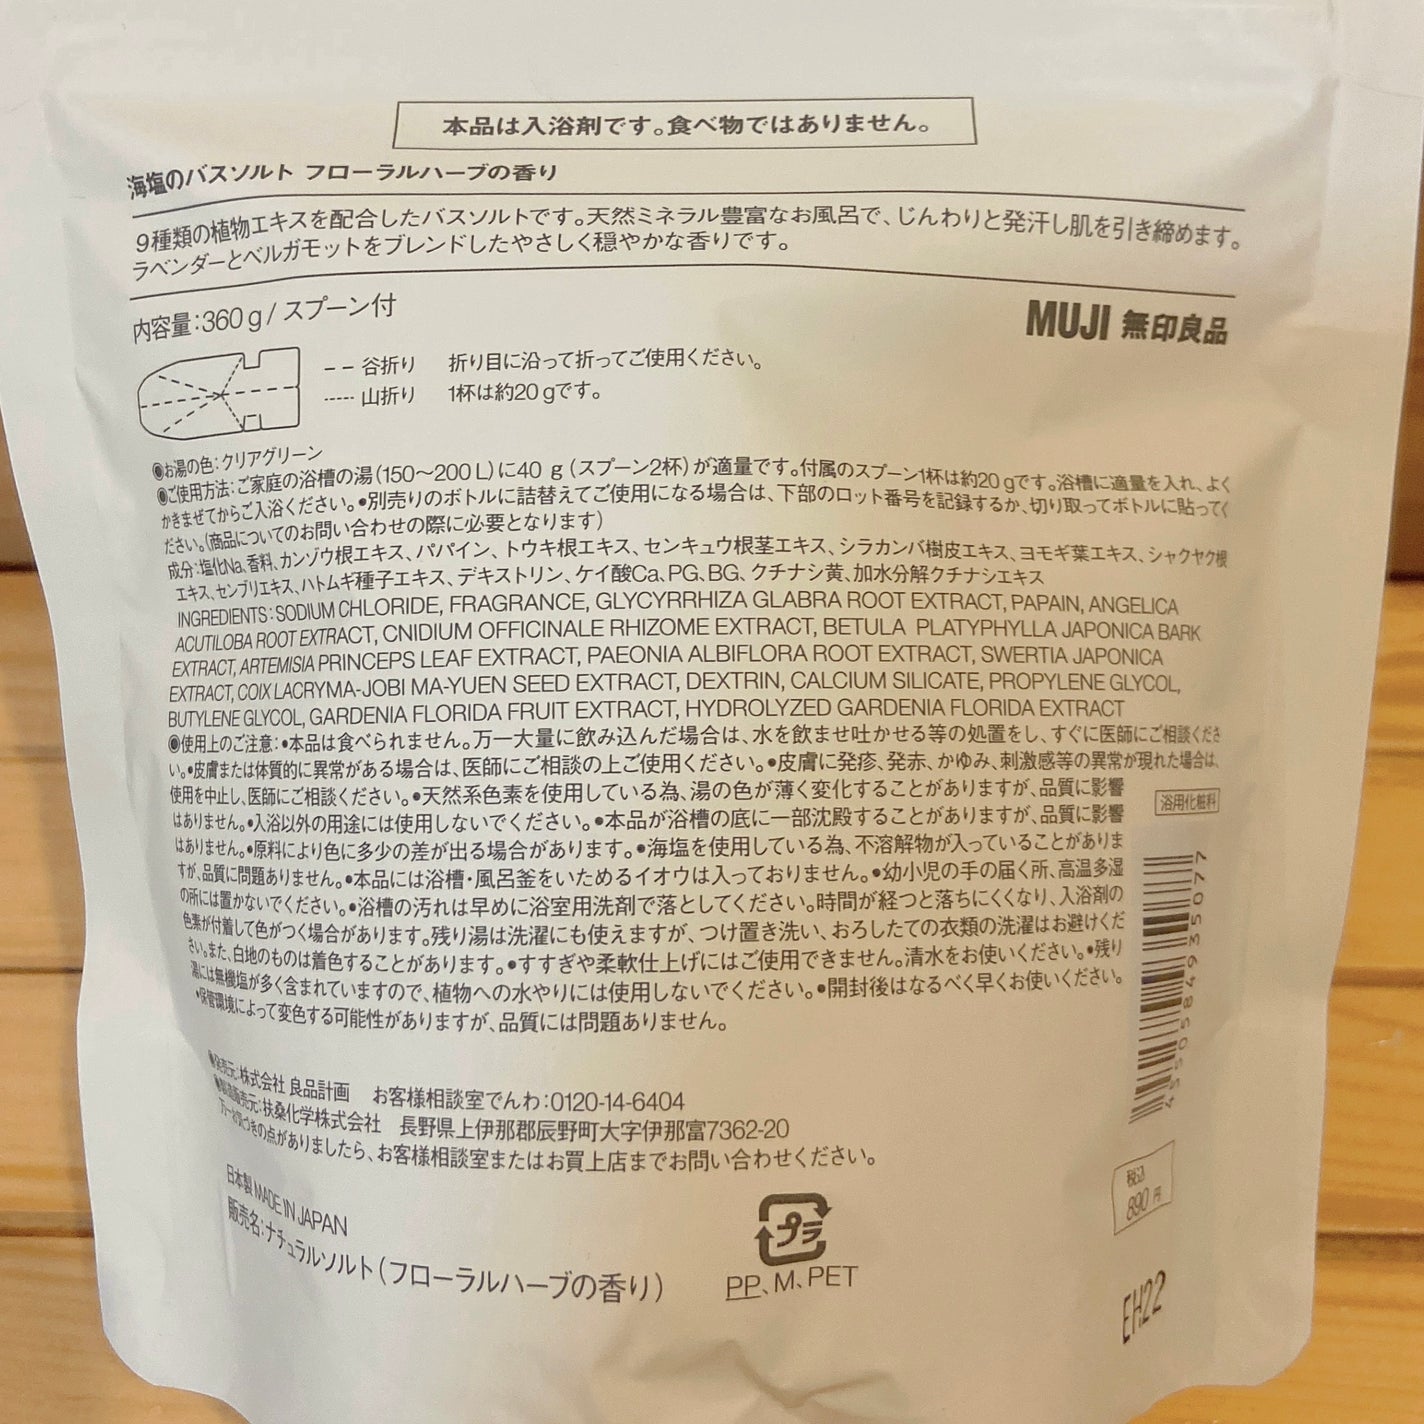 本品は入浴剤です。食べ物ではありません。
海塩のバスソルト フローラルハーブの香り
9種類の植物エキスを配合したバスソルトです。天然ミネラル豊富なお風呂で、じんわりと発汗し肌を引き締めます。
ラベンダーとベルガモットをブレンドしたやさしく穏やかな香りです。
内容量:360g/スプーン付
MUJI 無印良品
谷折り 折り目に沿って折ってご使用ください。
山折り 1杯は約20gです。
◉お湯の色:クリアグリーン
◉ご使用方法:ご家庭の浴槽の湯(150〜200L)に40g(スプーン2杯)が適量です。付属のスプーン1杯は約20gです。浴槽に適量を入れ、よく
かきまぜてからご入浴ください。•別売りのボトルに詰替えてご使用になる場合は、下部のロット番号を記録するか、切り取ってボトルに貼ってく
ださい。(商品についてのお問い合わせの際に必要となります)
成分:塩化Na、香料、カンゾウ根エキス、パパイン、トウキ根エキス、センキュウ根茎エキス、シラカンバ樹皮エキス、ヨモギ葉エキス、シャクヤク根
エキス、センブリエキス、ハトムギ種子エキス、デキストリン、ケイ酸Ca、PG、BG、クチナシ黄、加水分解クチナシエキス
INGREDIENTS:SODIUM CHLORIDE, FRAGRANCE, GLYCYRRHIZA GLABRA ROOT EXTRACT, PAPAIN, ANGELICA
ACUTILOBA ROOT EXTRACT, CNIDIUM OFFICINALE RHIZOME EXTRACT, BETULA PLATYPHYLLA JAPONICA BARK
EXTRACT, ARTEMISIA PRINCEPS LEAF EXTRACT, PAEONIA ALBIFLORA ROOT EXTRACT, SWERTIA JAPONICA
EXTRACT, COIX LACRYMA-JOBI MA-YUEN SEED EXTRACT, DEXTRIN, CALCIUM SILICATE, PROPYLENE GLYCOL,
BUTYLENE GLYCOL, GARDENIA FLORIDA FRUIT EXTRACT, HYDROLYZED GARDENIA FLORIDA EXTRACT
◉使用上のご注意:•本品は食べられません。万一大量に飲み込んだ場合は、水を飲ませ吐かせる等の処置をし、すぐに医師にご相談くださ
い。•皮膚または体質的に異常がある場合は、医師にご相談の上ご使用ください。•皮膚に発疹、発赤、かゆみ、刺激感等の異常が現れた場合は、
使用を中止し、医師にご相談ください。•天然系色素を使用している為、湯の色が薄く変化することがありますが、品質に影響
はありません。•入浴以外の用途には使用しないでください。•本品が浴槽の底に一部沈殿することがありますが、品質に影響
はありません。•原料により色に多少の差が出る場合があります。•海塩を使用している為、不溶解物が入っていることがありま
すが、品質に問題ありません。•本品には浴槽・風呂釜をいためるイオウは入っておりません。•幼小児の手の届く所、高温多湿
の所には置かないでください。•浴槽の汚れは早めに浴室用洗剤で落としてください。時間が経つと落ちにくくなり、入浴剤の
色素が付着して色がつく場合があります。残り湯は洗濯にも使えますが、つけ置き洗い、おろしたての衣類の洗濯はお避けくだ
さい。また、白地のものは着色することがあります。•すすぎや柔軟仕上げにはご使用できません。清水をお使いください。•残り
湯には無機塩が多く含まれていますので、植物への水やりには使用しないでください。•開封後はなるべく早くお使いください。
•保管環境によって変色する可能性がありますが、品質には問題ありません。
浴用化粧料
4550584935077
◉発売元:株式会社 良品計画 お客様相談室でんわ:0120-14-6404
◉製造販売元:扶桑化学株式会社 長野県上伊那郡辰野町大字伊那富7362-20
万一お気づきの点がありましたら、お客様相談室またはお買上店までお問い合わせください。
日本製 MADE IN JAPAN
販売名:ナチュラルソルト(フローラルハーブの香り)
プラ
PP、M、PET
税込
890円
EH22